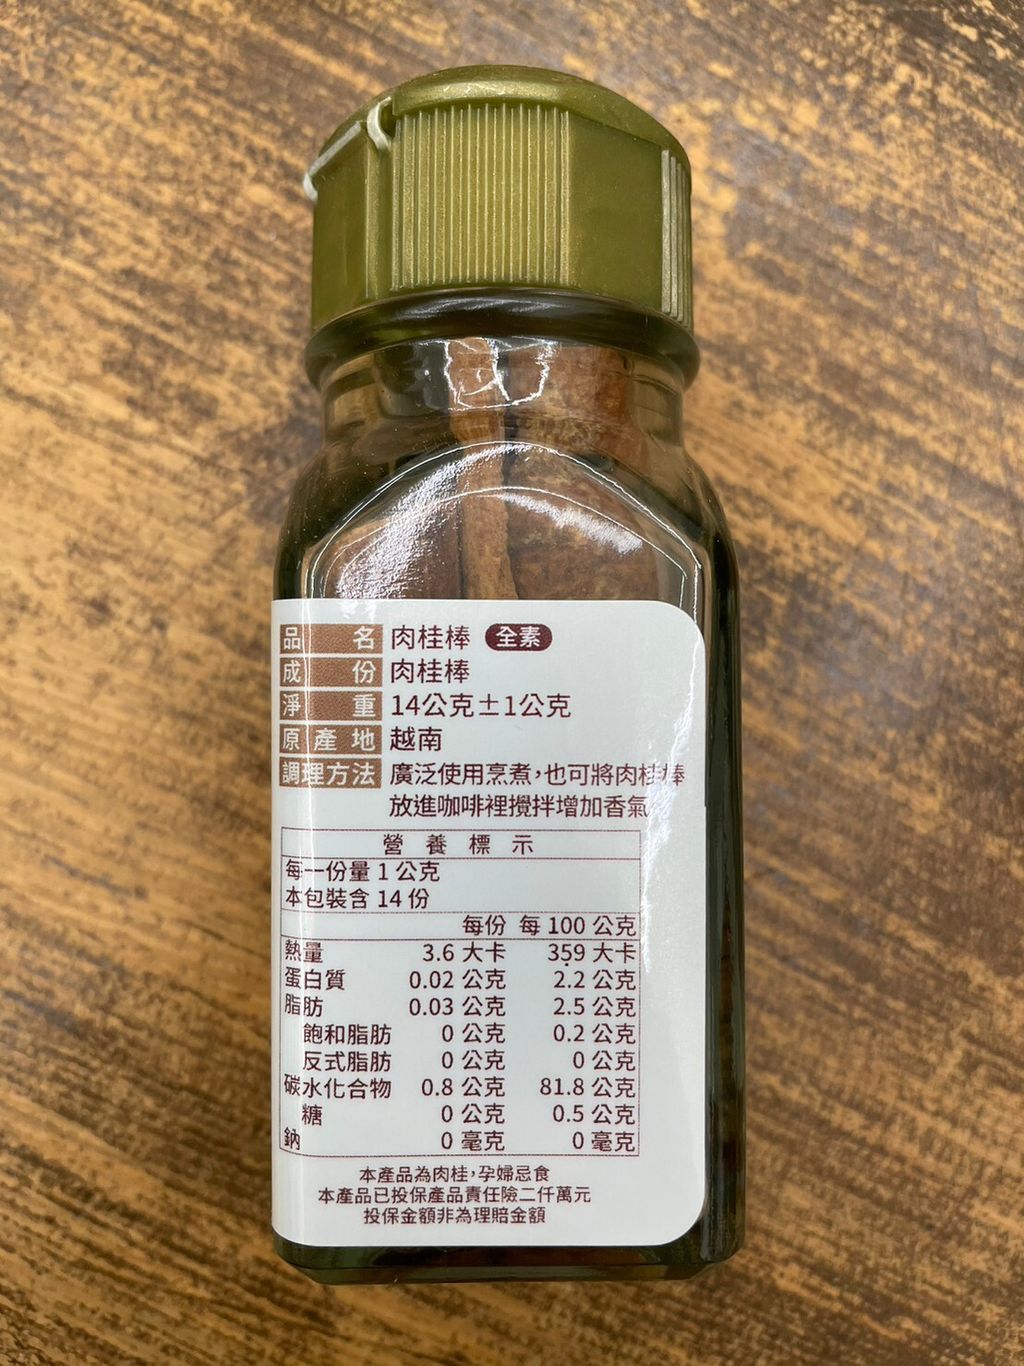 品名 肉桂棒 全素
成份 肉桂棒
淨重 14公克±1公克
原產地 越南
調理方法 廣泛使用烹煮,也可將肉桂棒
放進咖啡裡攪拌增加香氣
營養標示
每一份量 1 公克
本包裝含 14 份
每份 每 100 公克
熱量 3.6 大卡 359 大卡
蛋白質 0.02 公克 2.2 公克
脂肪 0.03 公克 2.5 公克
飽和脂肪 0 公克 0.2 公克
反式脂肪 0 公克 0 公克
碳水化合物 0.8 公克 81.8 公克
糖 0 公克 0.5 公克
鈉 0 毫克 0 毫克
本產品為肉桂,孕婦忌食
本產品已投保產品責任險二仟萬元
投保金額非為理賠金額